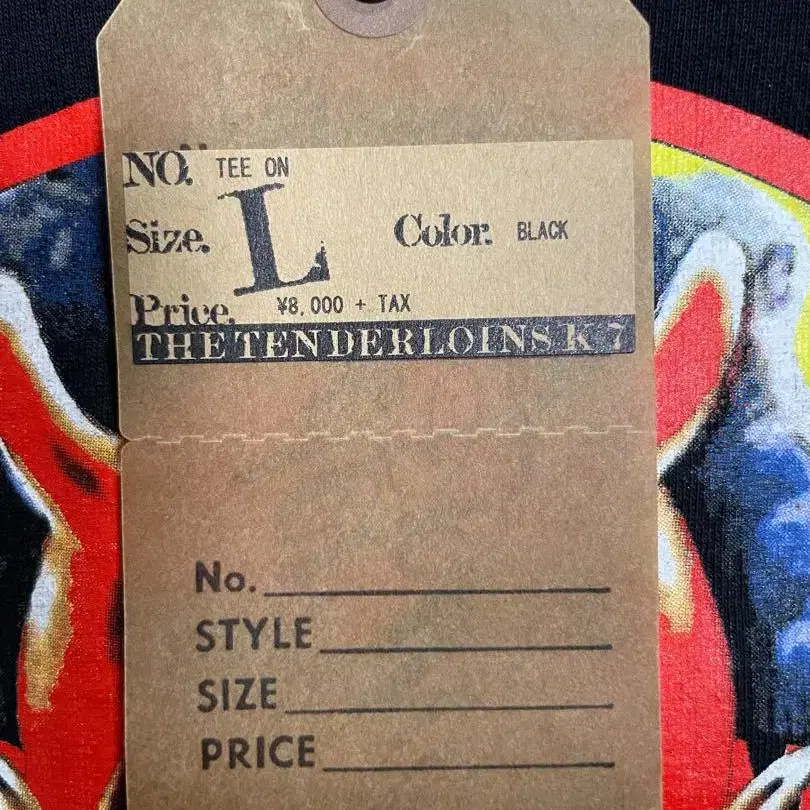 NO. TEE ON
Size. L Color. BLACK
Price. ¥8,000 + TAX
THE TENDERLOINS K 7
No.
STYLE
SIZE
PRICE